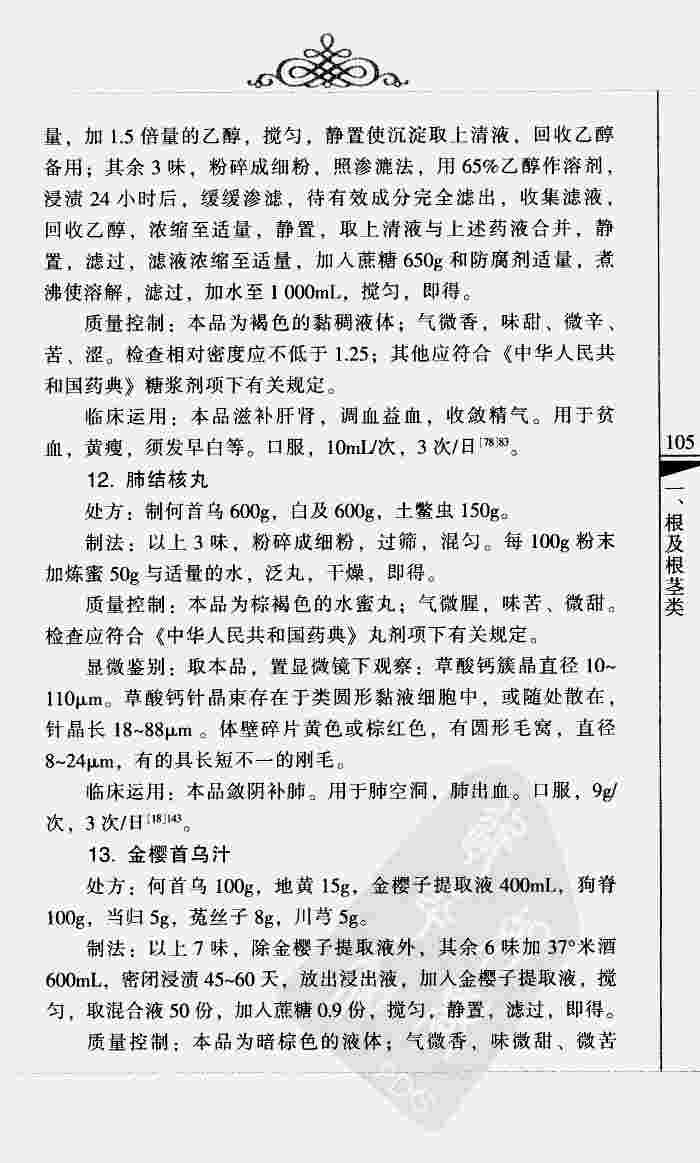 量，加 1.5 倍量的乙醇，搅匀，静置使沉淀取上清液，回收乙醇
备用；其余 3 味，粉碎成细粉，照渗漉法，用 65%乙醇作溶剂，
浸渍 24 小时后，缓缓渗滤，待有效成分完全滤出，收集滤液，
回收乙醇，浓缩至适量，静置，取上清液与上述药液合并，静
置，滤过，滤液浓缩至适量，加入蔗糖 650g 和防腐剂适量，煮
沸使溶解，滤过，加水至 1 000mL，搅匀，即得。
质量控制：本品为褐色的黏稠液体；气微香，味甜、微辛、
苦、涩。检查相对密度应不低于 1.25；其他应符合《中华人民共
和国药典》糖浆剂项下有关规定。
临床运用：本品滋补肝肾，调血益血，收敛精气。用于贫
血，黄瘦，须发早白等。口服，10mL/次，3 次/日[78]83。
12. 肺结核丸
处方：制何首乌 600g，白及 600g，土鳖虫 150g。
制法：以上 3 味，粉碎成细粉，过筛，混匀。每 100g 粉末
加炼蜜 50g 与适量的水，泛丸，干燥，即得。
质量控制：本品为棕褐色的水蜜丸；气微腥，味苦、微甜。
检查应符合《中华人民共和国药典》丸剂项下有关规定。
显微鉴别：取本品，置显微镜下观察：草酸钙簇晶直径 10~
110μm。草酸钙针晶束存在于类圆形黏液细胞中，或随处散在，
针晶长 18~88μm 。体壁碎片黄色或棕红色，有圆形毛窝，直径
8~24μm，有的具长短不一的刚毛。
临床运用：本品敛阴补肺。用于肺空洞，肺出血。口服，9g/
次，3 次/日[18]143。
13. 金樱首乌汁
处方：何首乌 100g，地黄 15g，金樱子提取液 400mL，狗脊
100g，当归 5g，菟丝子 8g，川芎 5g。
制法：以上 7 味，除金樱子提取液外，其余 6 味加 37°米酒
600mL，密闭浸渍 45~60 天，放出浸出液，加入金樱子提取液，搅
匀，取混合液 50 份，加入蔗糖 0.9 份，搅匀，静置，滤过，即得。
质量控制：本品为暗棕色的液体；气微香，味微甜、微苦
105
一、根及根茎类